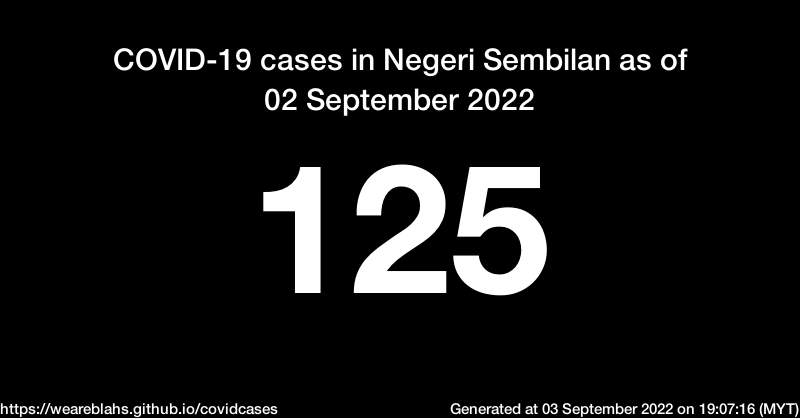 COVID-19 cases in Negeri Sembilan as of
02 September 2022
125
https://weareblahs.github.io/covidcases
Generated at 03 September 2022 on 19:07:16 (MYT)